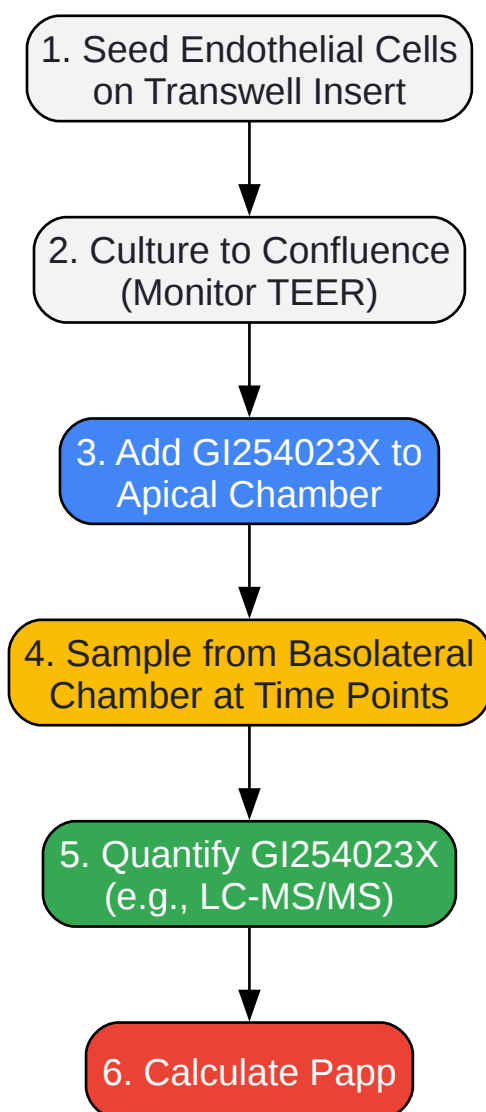 1. Seed Endothelial Cells
on Transwell Insert
2. Culture to Confluence
(Monitor TEER)
3. Add GI254023X to
Apical Chamber
4. Sample from Basolateral
Chamber at Time Points
5. Quantify GI254023X
(e.g., LC-MS/MS)
6. Calculate Papp